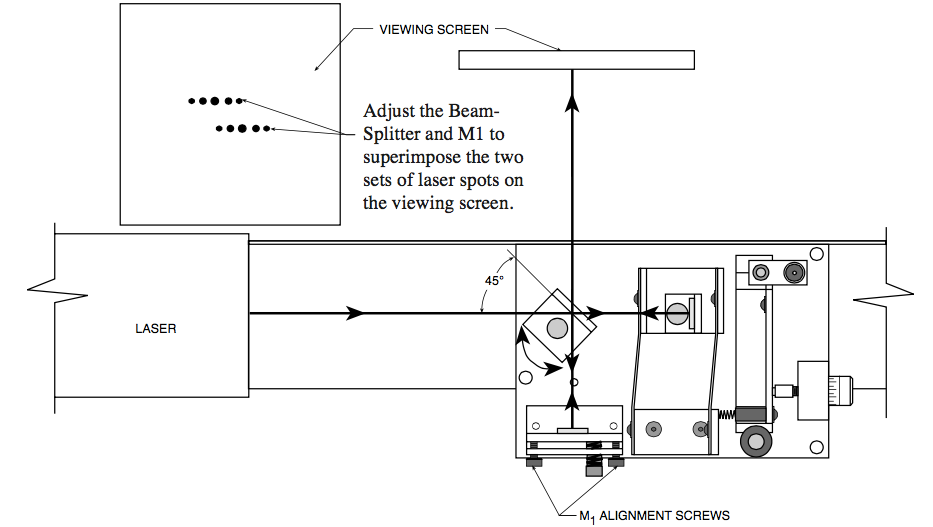 VIEWING SCREEN
Adjust the Beam-
Splitter and M1 to
superimpose the two
sets of laser spots on
the viewing screen.
45°
LASER
M1 ALIGNMENT SCREWS